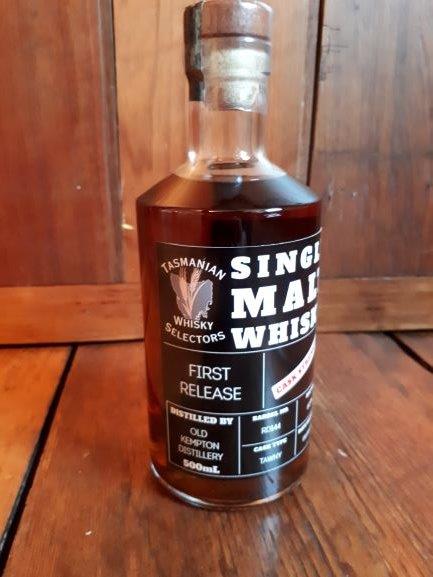 TASMANIAN
WHISKY
SELECTORS
SINGL
MAL
WHISK
FIRST
RELEASE
CASK
DISTILLED BY
OLD
KEMPTON
DISTILLERY
500mL
BARREL NO.
RD144
CASK TYPE
TAWNY